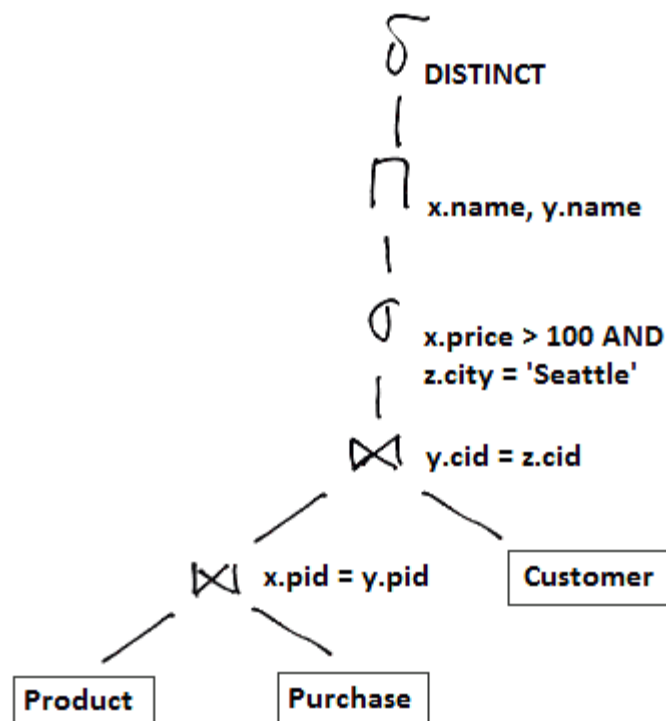 δ
DISTINCT
Π
x.name, y.name
σ
x.price > 100 AND
z.city = 'Seattle'
⋈ y.cid = z.cid
⋈ x.pid = y.pid
Customer
Product
Purchase